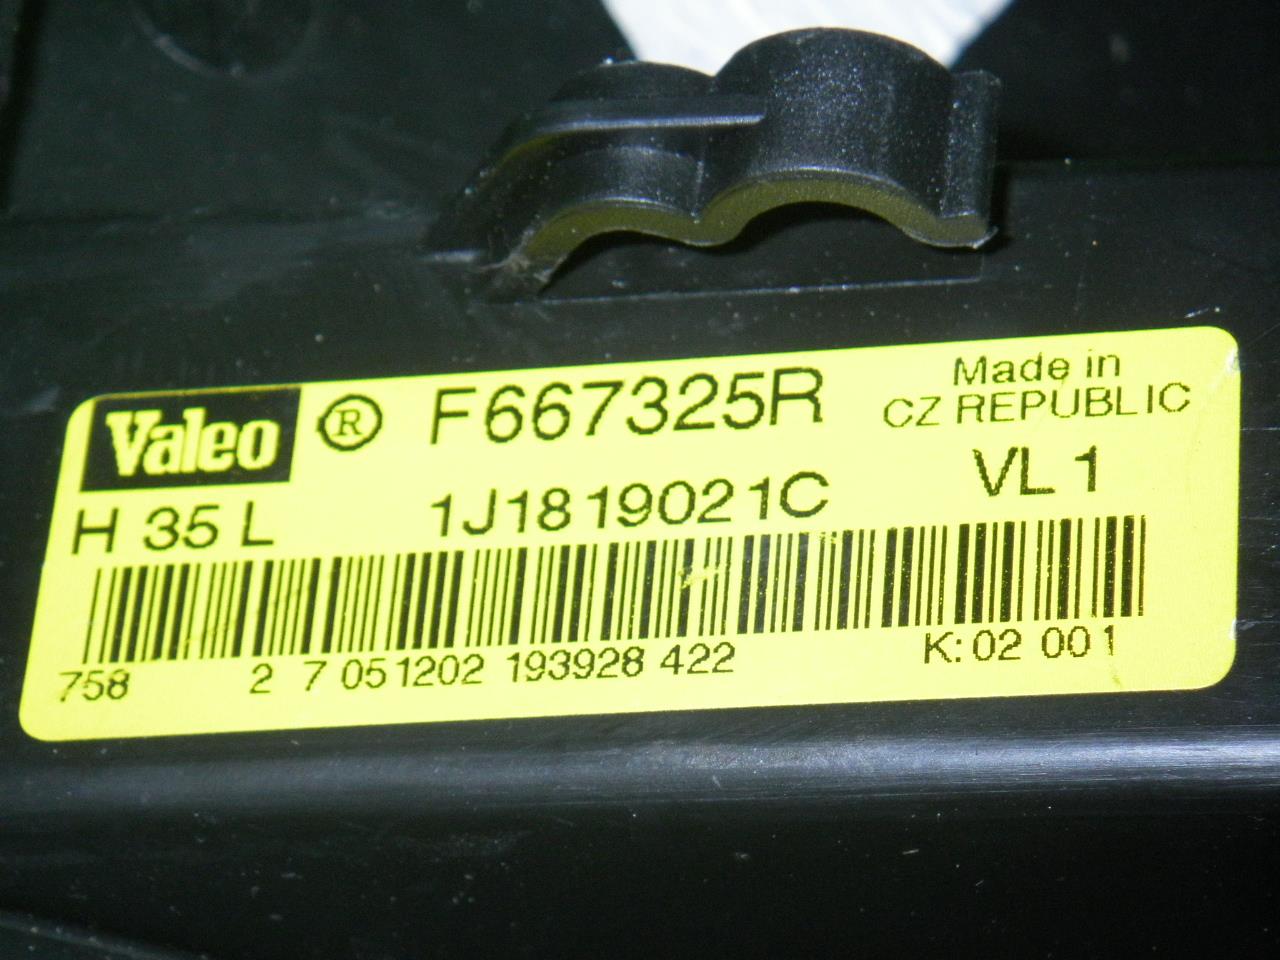 Valeo ® F667325R Made in
CZ REPUBLIC
H 35 L 1J1819021C VL 1
758 2 7 051202 193928 422 K: 02 001